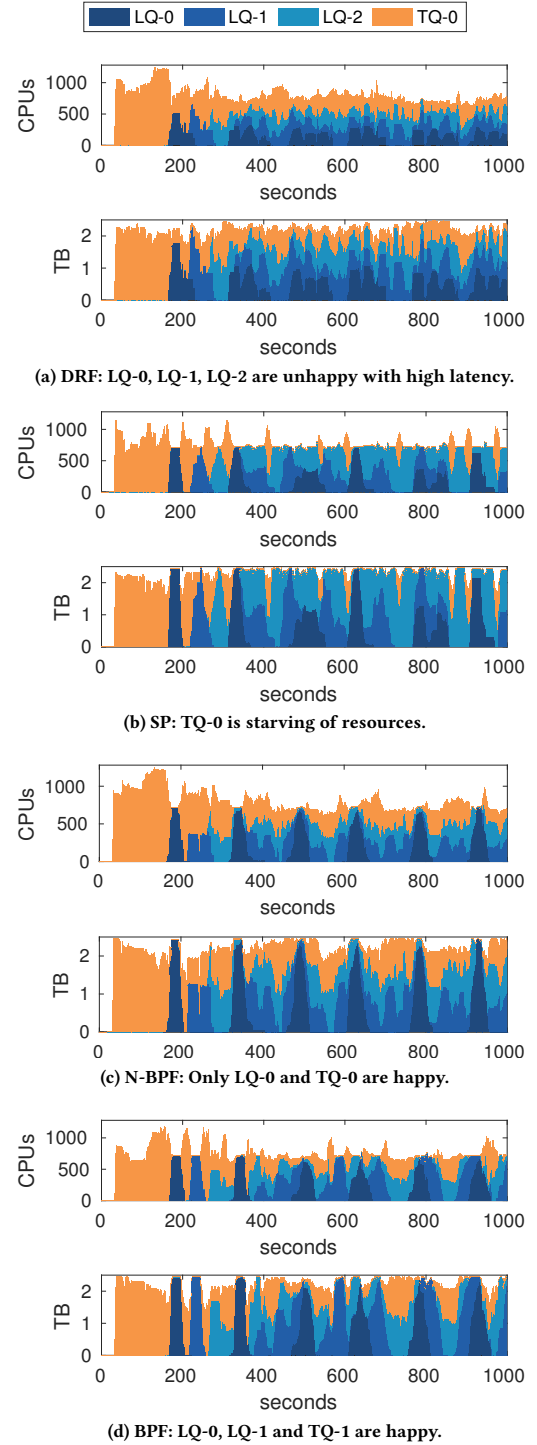 LQ-0 LQ-1 LQ-2 TQ-0
1000
500
0
CPUs
0 200 400 600 800 1000
seconds
2
1
0
TB
0 200 400 600 800 1000
seconds
(a) DRF: LQ-0, LQ-1, LQ-2 are unhappy with high latency.
1000
500
0
CPUs
0 200 400 600 800 1000
seconds
2
1
0
TB
0 200 400 600 800 1000
(b) SP: TQ-0 is starving of resources.
1000
500
0
CPUs
0 200 400 600 800 1000
seconds
2
1
0
TB
0 200 400 600 800 1000
(c) N-BPF: Only LQ-0 and TQ-0 are happy.
1000
500
0
CPUs
0 200 400 600 800 1000
seconds
2
1
0
TB
0 200 400 600 800 1000
(d) BPF: LQ-0, LQ-1 and TQ-1 are happy.